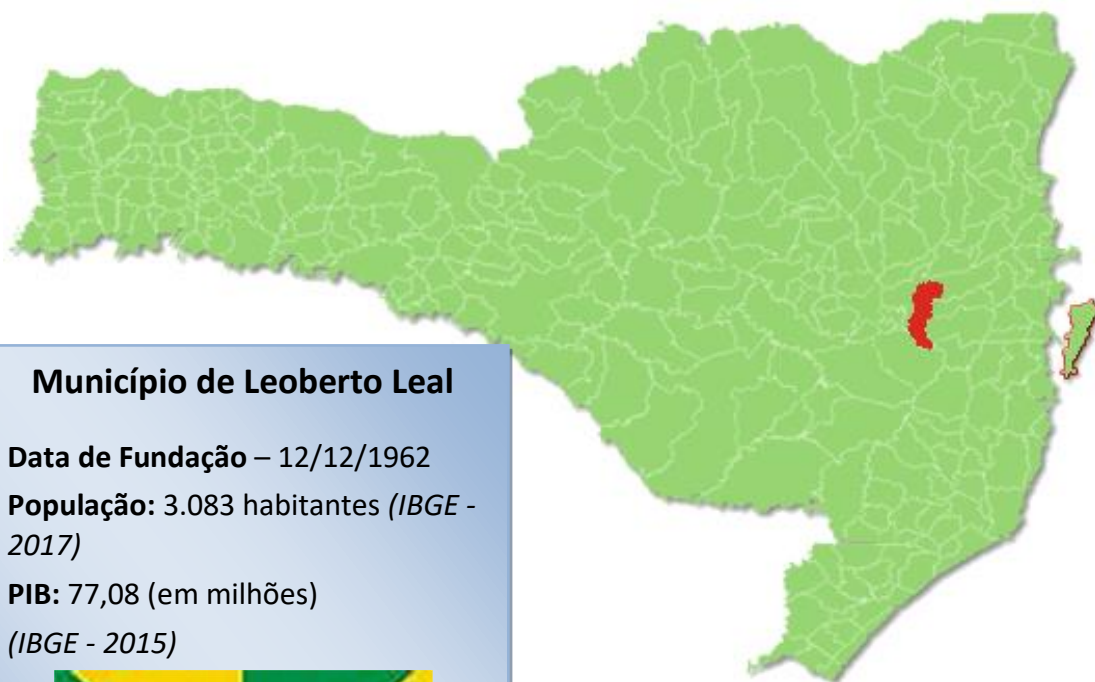 Município de Leoberto Leal
Data de Fundação – 12/12/1962
População: 3.083 habitantes (IBGE -
2017)
PIB: 77,08 (em milhões)
(IBGE - 2015)